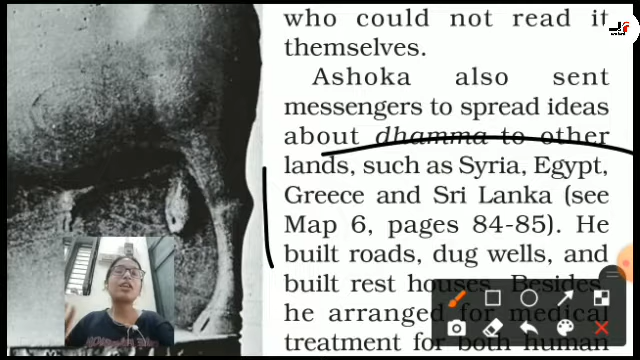 who could not read it
themselves.
Ashoka also sent
messengers to spread ideas
about dhamma to other
lands, such as Syria, Egypt,
Greece and Sri Lanka (see
Map 6, pages 84-85). He
built roads, dug wells, and
built rest houses. Besides,
he arranged for medical
treatment for both human